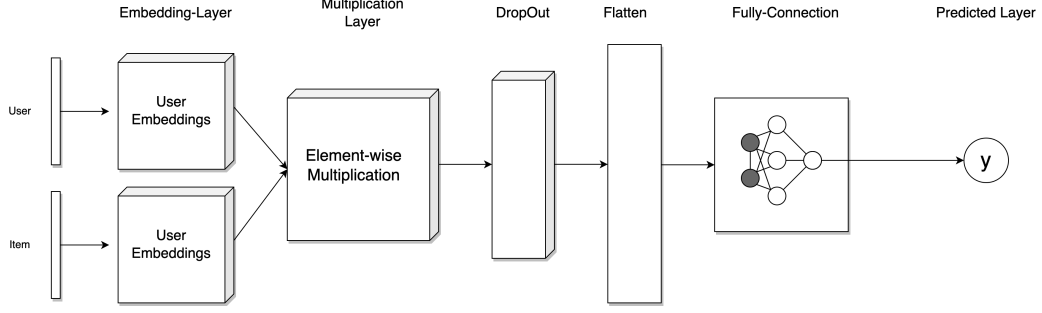 Embedding-Layer
Multiplication
Layer
DropOut
Flatten
Fully-Connection
Predicted Layer
User
User
Embeddings
Element-wise
Multiplication
y
Item
User
Embeddings